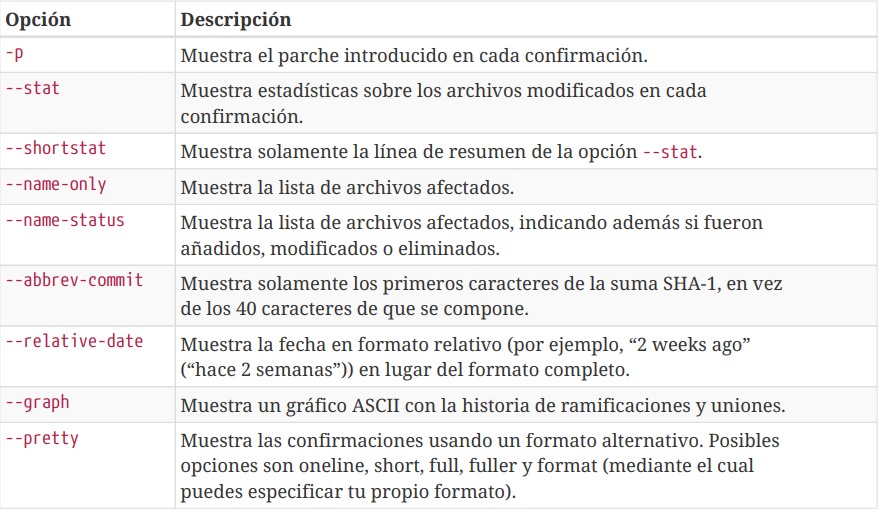 Opción Descripción
-p Muestra el parche introducido en cada confirmación.
--stat Muestra estadísticas sobre los archivos modificados en cada
confirmación.
--shortstat Muestra solamente la línea de resumen de la opción --stat.
--name-only Muestra la lista de archivos afectados.
--name-status Muestra la lista de archivos afectados, indicando además si fueron
añadidos, modificados o eliminados.
--abbrev-commit Muestra solamente los primeros caracteres de la suma SHA-1, en vez
de los 40 caracteres de que se compone.
--relative-date Muestra la fecha en formato relativo (por ejemplo, “2 weeks ago”
(“hace 2 semanas”)) en lugar del formato completo.
--graph Muestra un gráfico ASCII con la historia de ramificaciones y uniones.
--pretty Muestra las confirmaciones usando un formato alternativo. Posibles
opciones son oneline, short, full, fuller y format (mediante el cual
puedes especificar tu propio formato).